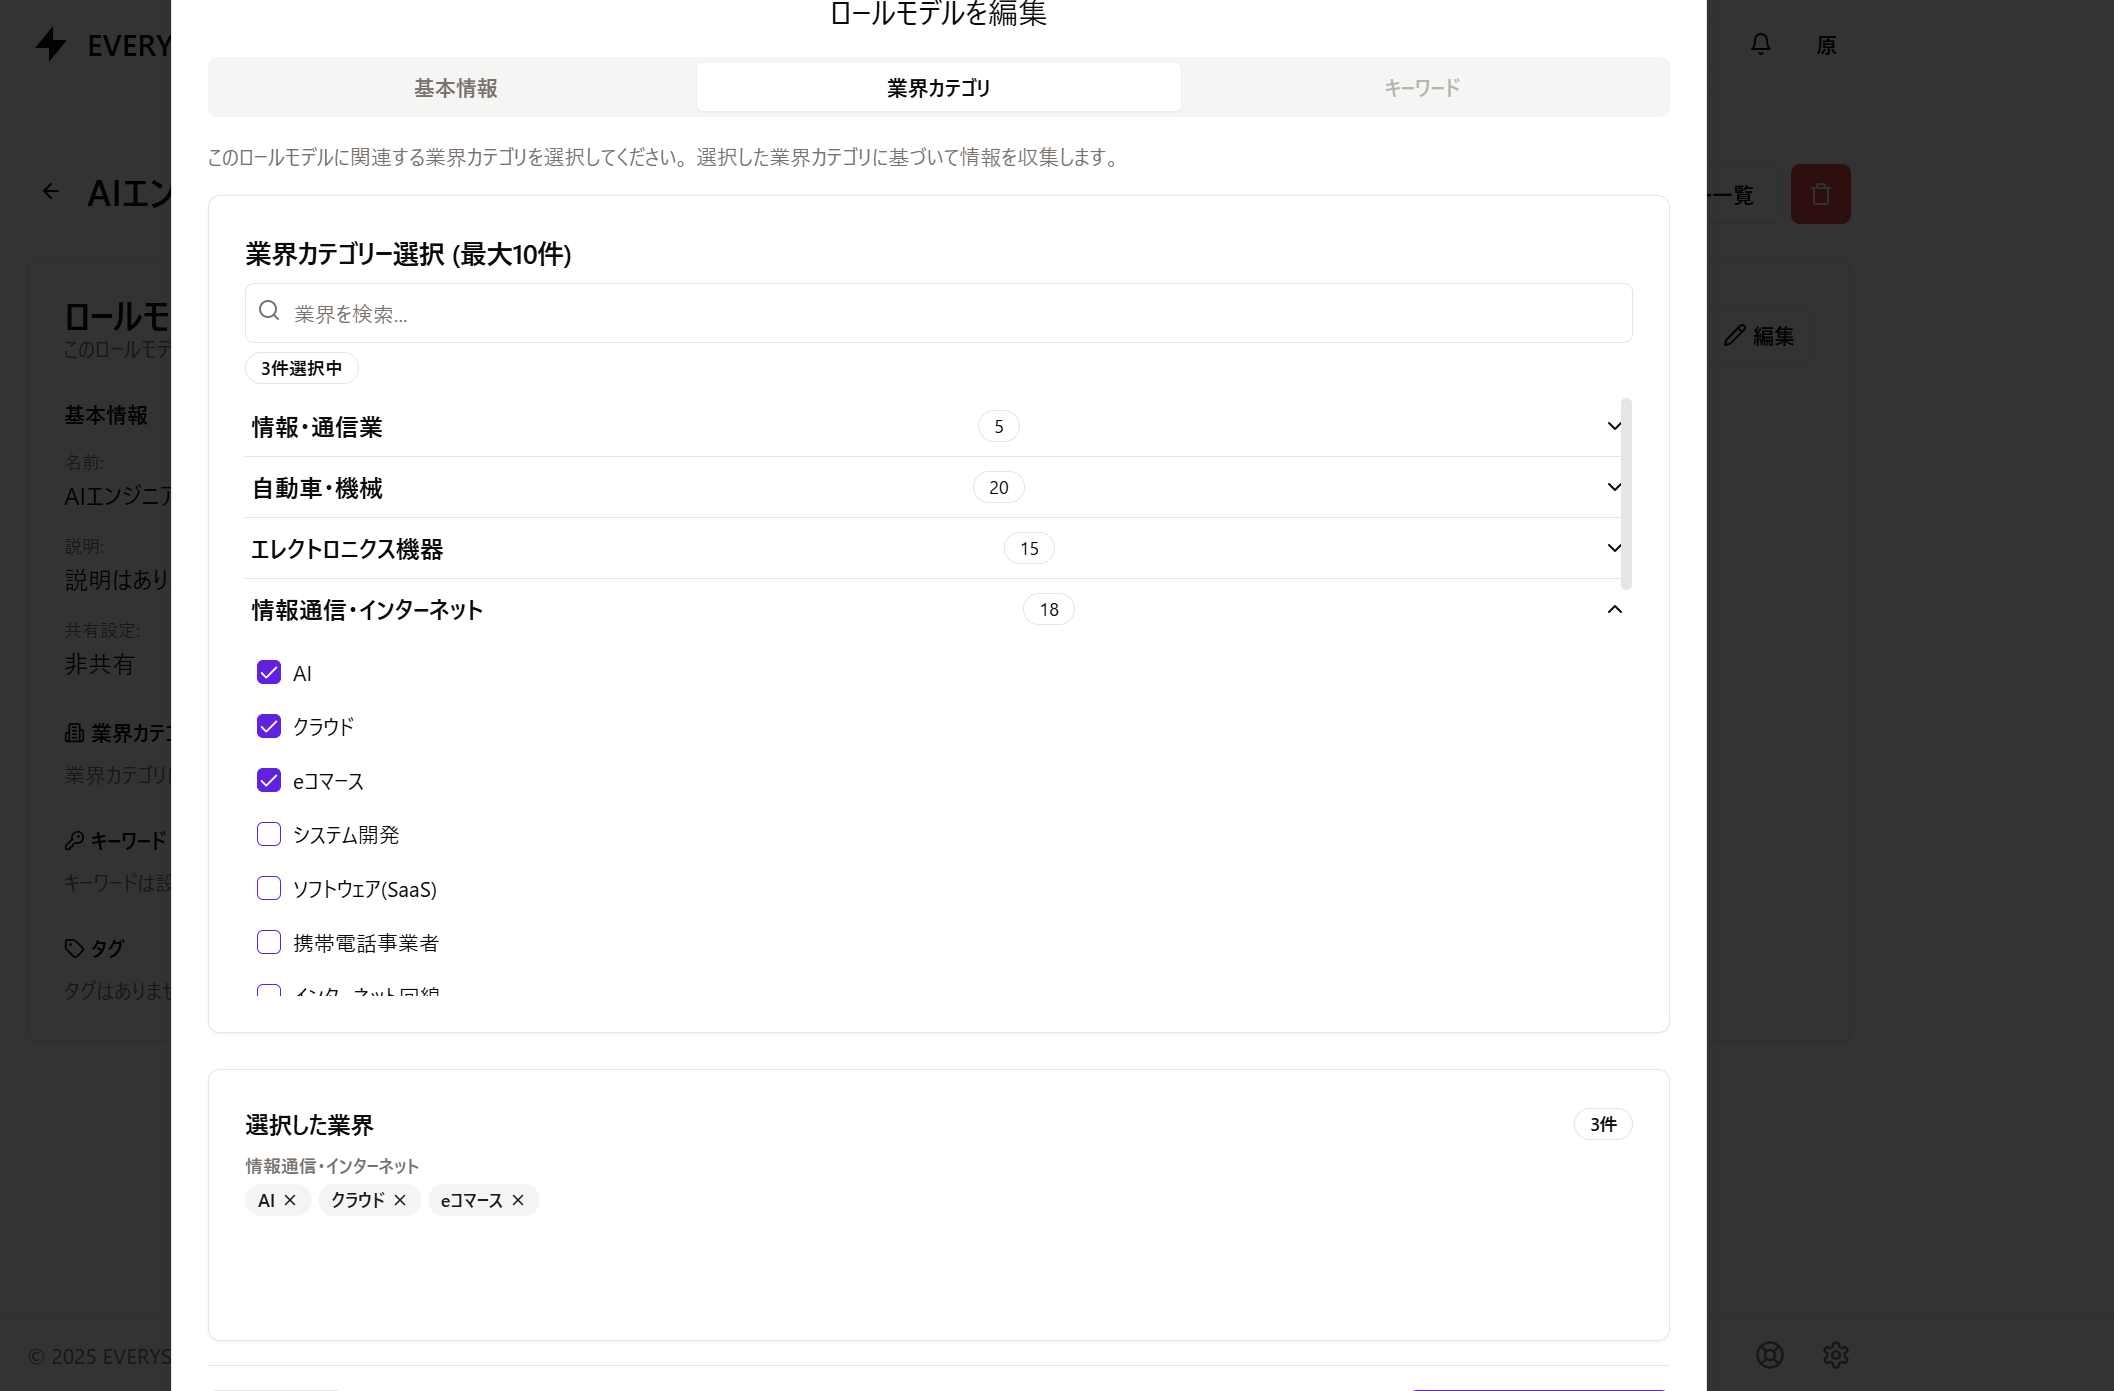 ロールモデルを編集
EVERY
原
基本情報
業界カテゴリ
キーワード
このロールモデルに関連する業界カテゴリを選択してください。選択した業界カテゴリに基づいて情報を収集します。
AIエン
ー一覧
業界カテゴリー選択 (最大10件)
業界を検索...
3件選択中
ロールモ
このロールモデ
編集
基本情報
名前:
AIエンジニア
説明:
説明はあり
共有設定:
非共有
業界カテゴ
業界カテゴリ
キーワード
キーワードは設
タグ
タグはありませ
情報・通信業
5
自動車・機械
20
エレクトロニクス機器
15
情報通信・インターネット
18
AI
クラウド
eコマース
システム開発
ソフトウェア(SaaS)
携帯電話事業者
インターネット回線
選択した業界
3件
情報通信・インターネット
AI
クラウド
eコマース
© 2025 EVERYS